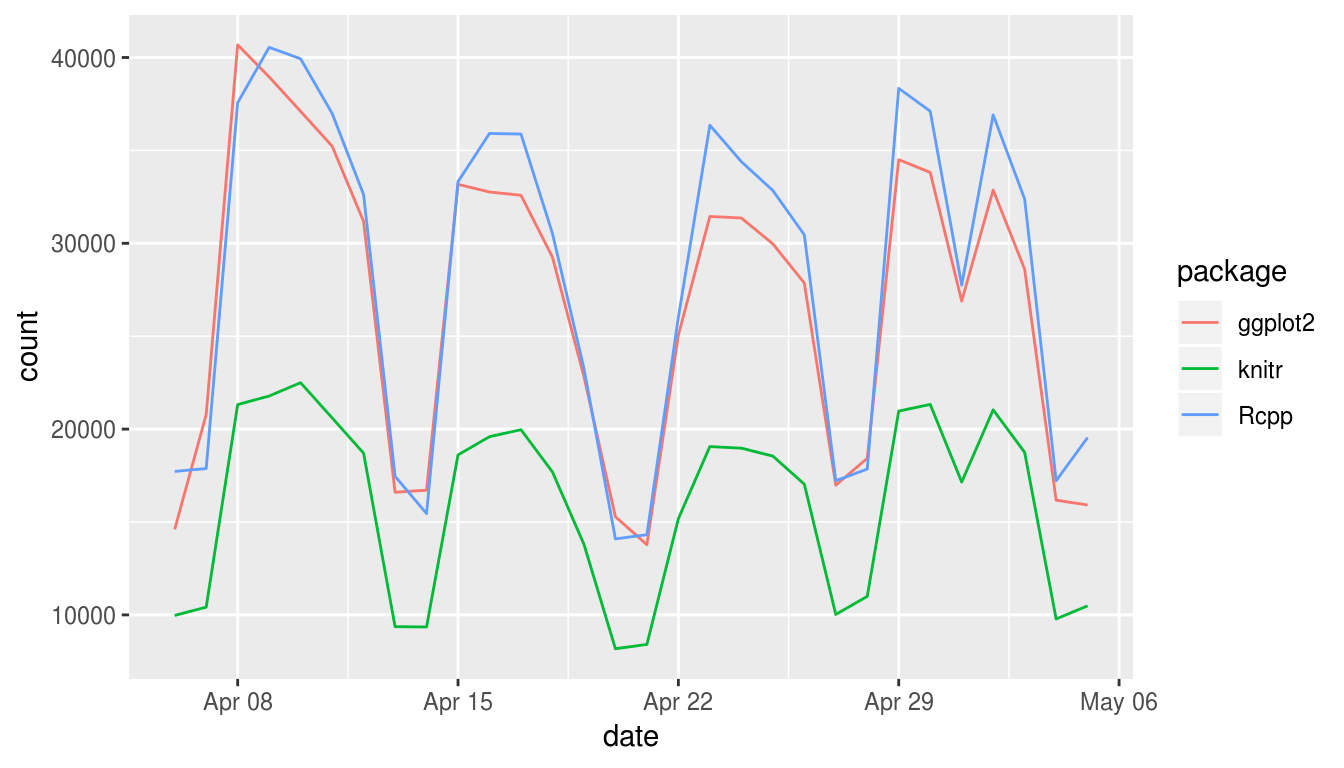 40000
30000
20000
10000
count
Apr 08
Apr 15
Apr 22
Apr 29
May 06
date
package
ggplot2
knitr
Rcpp